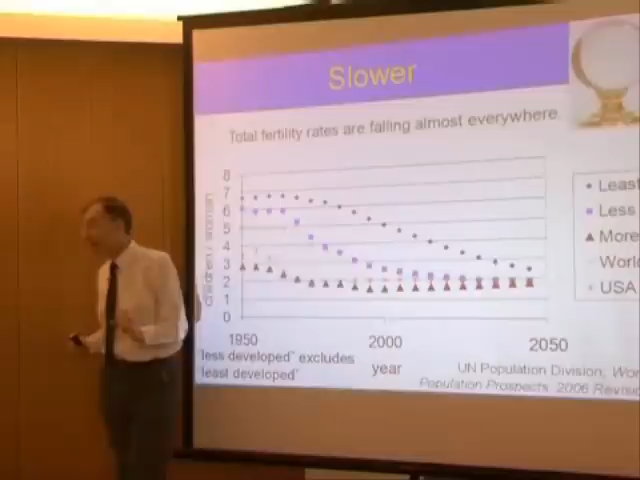 Slower
Total fertility rates are falling almost everywhere.
8
7
6
5
4
3
2
1
0
children / woman
1950
2000
2050
year
Least
Less
More
World
USA
'less developed' excludes
'least developed'
UN Population Division, Wor
Population Prospects: 2006 Revisi